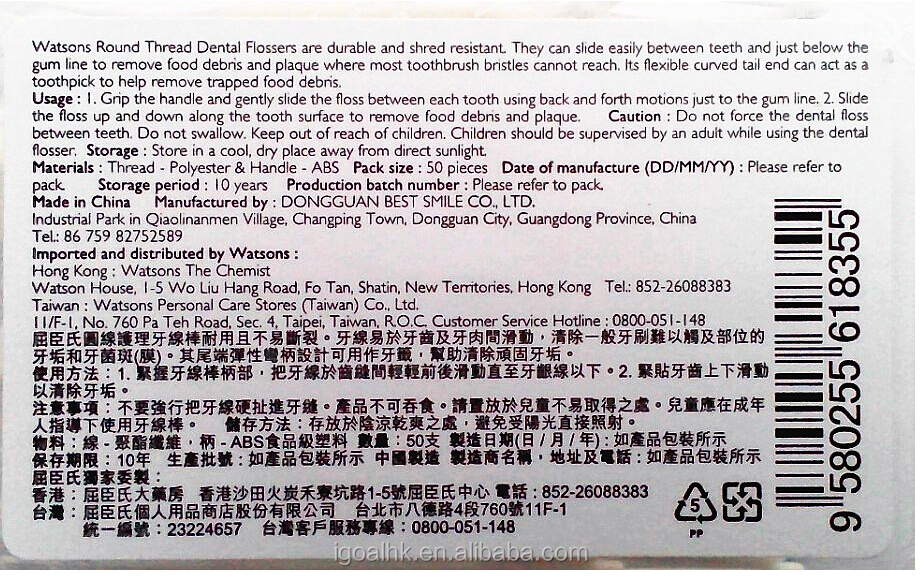 Watsons Round Thread Dental Flossers are durable and shred resistant. They can slide easily between teeth and just below the
gum line to remove food debris and plaque where most toothbrush bristles cannot reach. Its flexible curved tail end can act as a
toothpick to help remove trapped food debris.
Usage : 1. Grip the handle and gently slide the floss between each tooth using back and forth motions just to the gum line. 2. Slide
the floss up and down along the tooth surface to remove food debris and plaque. Caution : Do not force the dental floss
between teeth. Do not swallow. Keep out of reach of children. Children should be supervised by an adult while using the dental
flosser. Storage : Store in a cool, dry place away from direct sunlight.
Materials : Thread - Polyester & Handle - ABS Pack size : 50 pieces Date of manufacture (DD/MM/YY) : Please refer to
pack. Storage period : 10 years Production batch number : Please refer to pack.
Made in China Manufactured by : DONGGUAN BEST SMILE CO., LTD.
Industrial Park in Qiaolinanmen Village, Changping Town, Dongguan City, Guangdong Province, China
Tel.: 86 759 82752589
Imported and distributed by Watsons :
Hong Kong : Watsons The Chemist
Watson House, 1-5 Wo Liu Hang Road, Fo Tan, Shatin, New Territories, Hong Kong Tel.: 852-26088383
Taiwan : Watsons Personal Care Stores (Taiwan) Co., Ltd.
11/F-1, No. 760 Pa Teh Road, Sec. 4, Taipei, Taiwan, R.O.C. Customer Service Hotline : 0800-051-148
屈臣氏圓線護理牙線棒耐用且不易斷裂。牙線易於牙齒及牙肉間滑動，清除一般牙刷難以觸及部位的
牙垢和牙菌斑(膜)。其尾端彈性彎柄設計可用作牙籤，幫助清除頑固牙垢。
使用方法：1. 緊握牙線棒柄部，把牙線於齒縫間輕輕前後滑動直至牙齦線以下。2. 緊貼牙齒上下滑動
以清除牙垢。
注意事項：不要強行把牙線硬扯進牙縫。產品不可吞食。請置放於兒童不易取得之處。兒童應在成年
人指導下使用牙線棒。 儲存方法：存放於陰涼乾爽之處，避免受陽光直接照射。
物料：線 - 聚酯纖維，柄 - ABS食品級塑料 數量：50支 製造日期(日 / 月 / 年)：如產品包裝所示
保存期限：10年 生產批號：如產品包裝所示 中國製造 製造商名稱，地址及電話：如產品包裝所示
屈臣氏獨家委製：
香港：屈臣氏大藥房 香港沙田火炭禾寮坑路1-5號屈臣氏中心 電話：852-26088383
台灣：屈臣氏個人用品商店股份有限公司 台北市八德路4段760號11F-1
統一編號：23224657 台灣客戶服務專線：0800-051-148
5
PP
9 580255 618355
igoalhk.en.alibaba.com